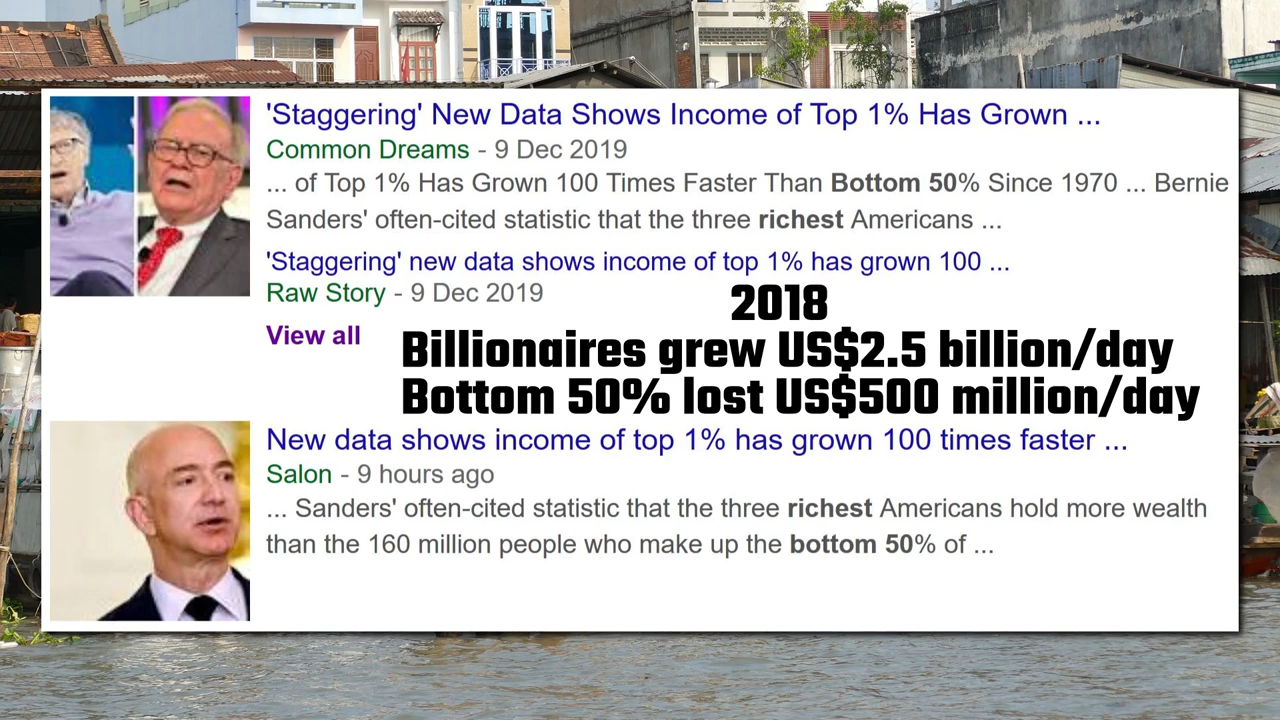 'Staggering' New Data Shows Income of Top 1% Has Grown ...
Common Dreams - 9 Dec 2019
... of Top 1% Has Grown 100 Times Faster Than Bottom 50% Since 1970 ... Bernie
Sanders' often-cited statistic that the three richest Americans ...
'Staggering' new data shows income of top 1% has grown 100 ...
Raw Story - 9 Dec 2019
View all
2018
Billionaires grew US$2.5 billion/day
Bottom 50% lost US$500 million/day
New data shows income of top 1% has grown 100 times faster ...
Salon - 9 hours ago
... Sanders' often-cited statistic that the three richest Americans hold more wealth
than the 160 million people who make up the bottom 50% of ...